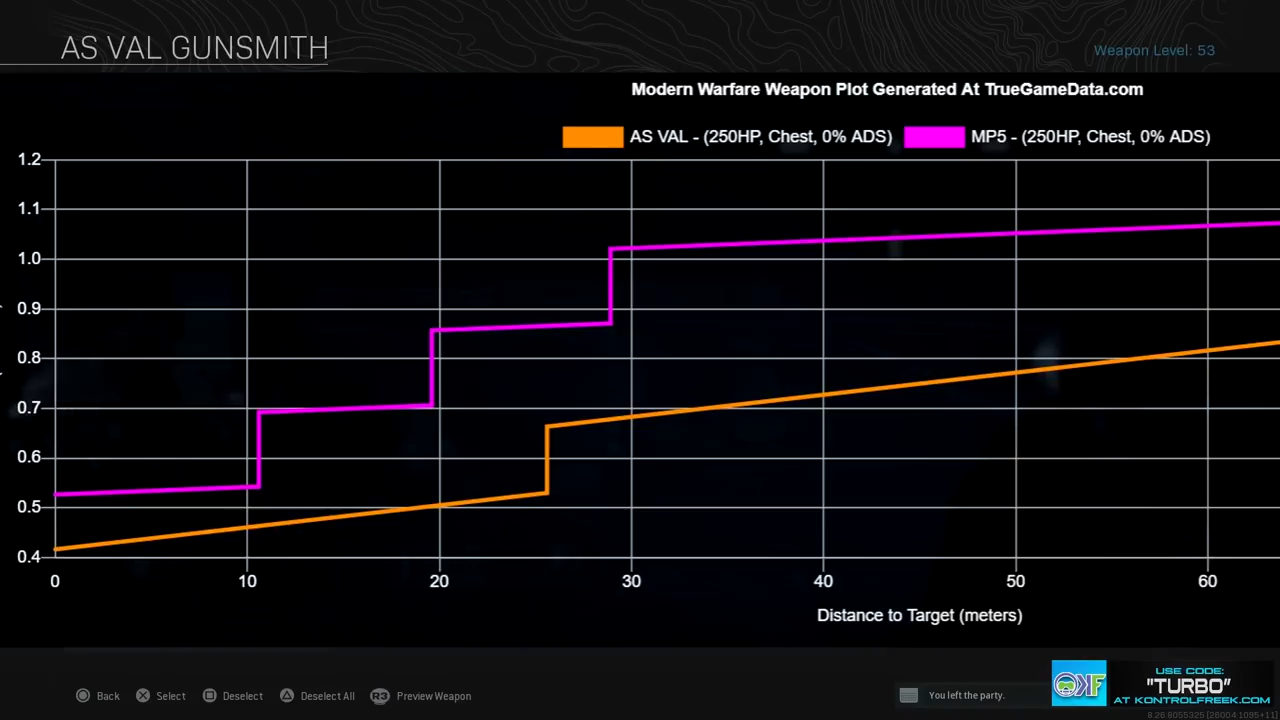 AS VAL GUNSMITH
Weapon Level: 53
Modern Warfare Weapon Plot Generated At TrueGameData.com
AS VAL - (250HP, Chest, 0% ADS) MP5 - (250HP, Chest, 0% ADS)
1.2
1.1
1.0
0.9
0.8
0.7
0.6
0.5
0.4
0 10 20 30 40 50 60
Distance to Target (meters)
Back Select Deselect Deselect All R3 Preview Weapon
You left the party.
USE CODE:
"TURBO"
AT KONTROLFREEK.COM